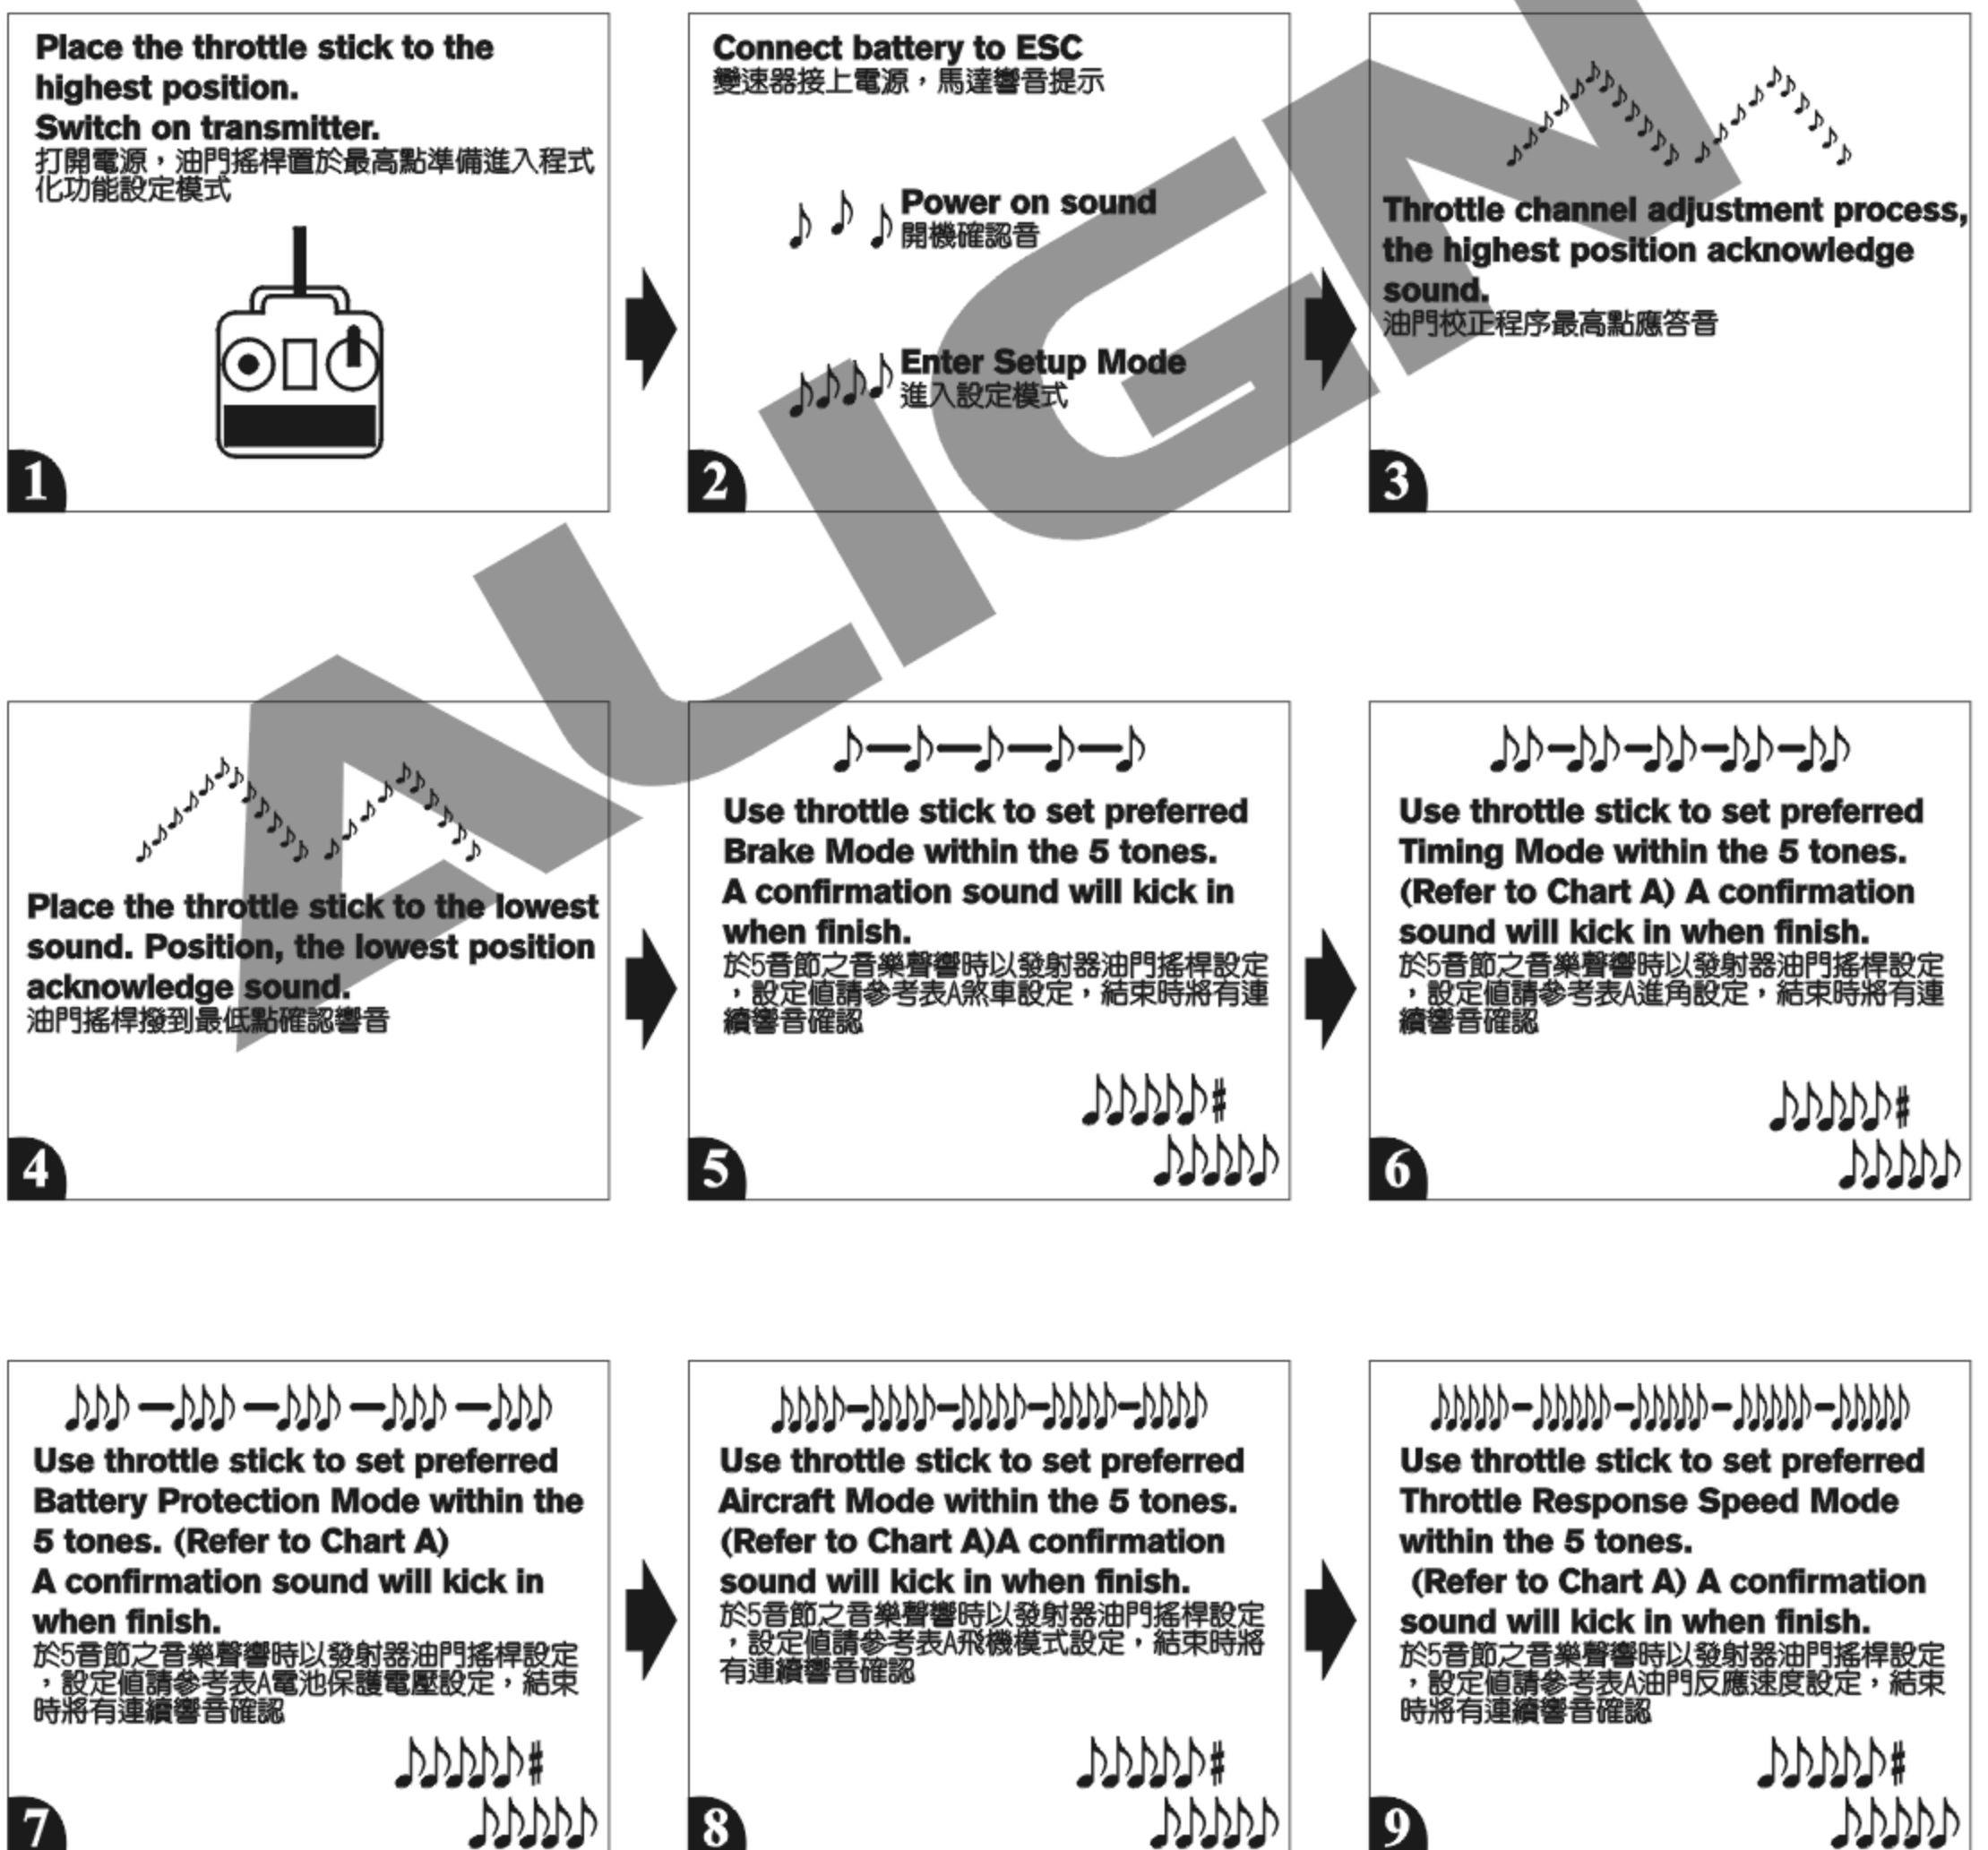 Place the throttle stick to the
highest position.
Switch on transmitter.
打開電源，油門搖桿置於最高點準備進入程式
化功能設定模式
1
Connect battery to ESC
變速器接上電源，馬達響音提示
Power on sound
開機確認音
Enter Setup Mode
進入設定模式
2
Throttle channel adjustment process,
the highest position acknowledge
sound.
油門校正程序最高點應答音
3
ALIGN
Place the throttle stick to the lowest
sound. Position, the lowest position
acknowledge sound.
油門搖桿撥到最低點確認響音
4
Use throttle stick to set preferred
Brake Mode within the 5 tones.
A confirmation sound will kick in
when finish.
於5音節之音樂聲響時以發射器油門搖桿設定
，設定值請參考表A煞車設定，結束時將有連
續響音確認
5
Use throttle stick to set preferred
Timing Mode within the 5 tones.
(Refer to Chart A) A confirmation
sound will kick in when finish.
於5音節之音樂聲響時以發射器油門搖桿設定
，設定值請參考表A進角設定，結束時將有連
續響音確認
6
Use throttle stick to set preferred
Battery Protection Mode within the
5 tones. (Refer to Chart A)
A confirmation sound will kick in
when finish.
於5音節之音樂聲響時以發射器油門搖桿設定
，設定值請參考表A電池保護電壓設定，結束
時將有連續響音確認
7
Use throttle stick to set preferred
Aircraft Mode within the 5 tones.
(Refer to Chart A)A confirmation
sound will kick in when finish.
於5音節之音樂聲響時以發射器油門搖桿設定
，設定值請參考表A飛機模式設定，結束時將
有連續響音確認
8
Use throttle stick to set preferred
Throttle Response Speed Mode
within the 5 tones.
(Refer to Chart A) A confirmation
sound will kick in when finish.
於5音節之音樂聲響時以發射器油門搖桿設定
，設定值請參考表A油門反應速度設定，結束
時將有連續響音確認
9